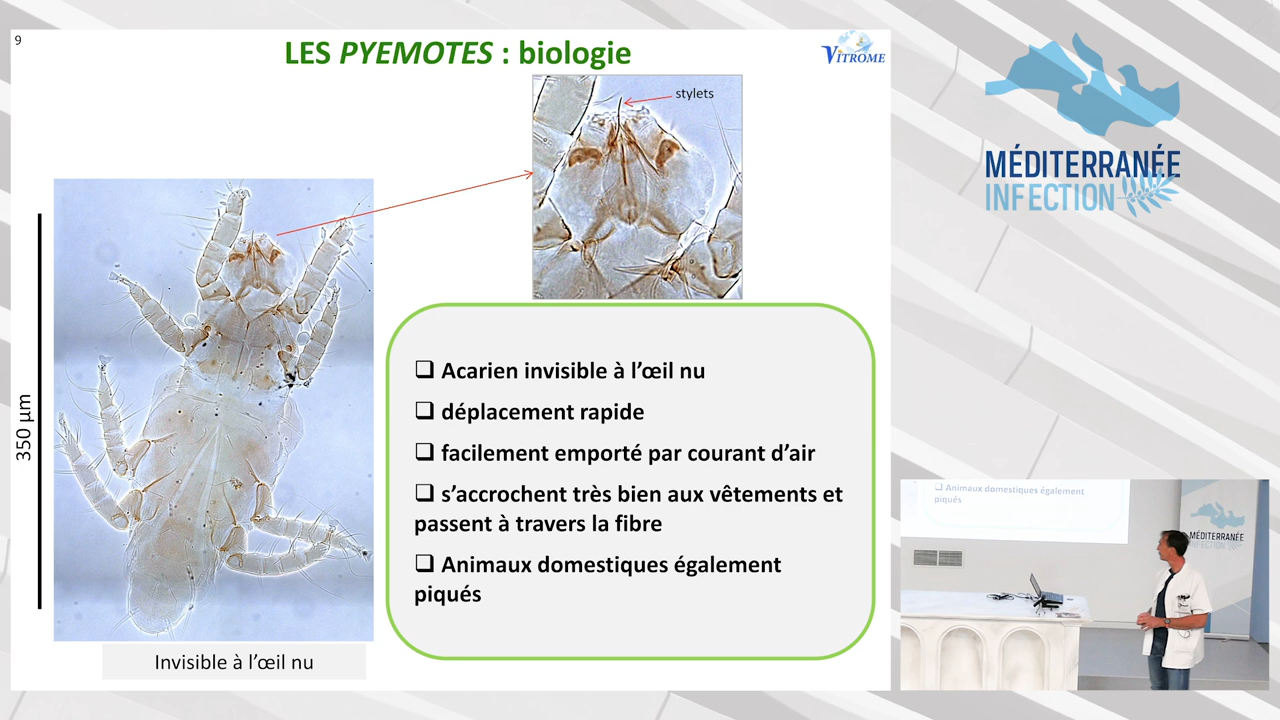 9
LES PYEMOTES : biologie
VITROME
stylets
350 µm
❑ Acarien invisible à l’œil nu
❑ déplacement rapide
❑ facilement emporté par courant d’air
❑ s’accrochent très bien aux vêtements et
passent à travers la fibre
❑ Animaux domestiques également
piqués
Invisible à l’œil nu
MÉDITERRANÉE
INFECTION
❑ Animaux domestiques également
piqués
MÉDITERRANÉE
INFECTION